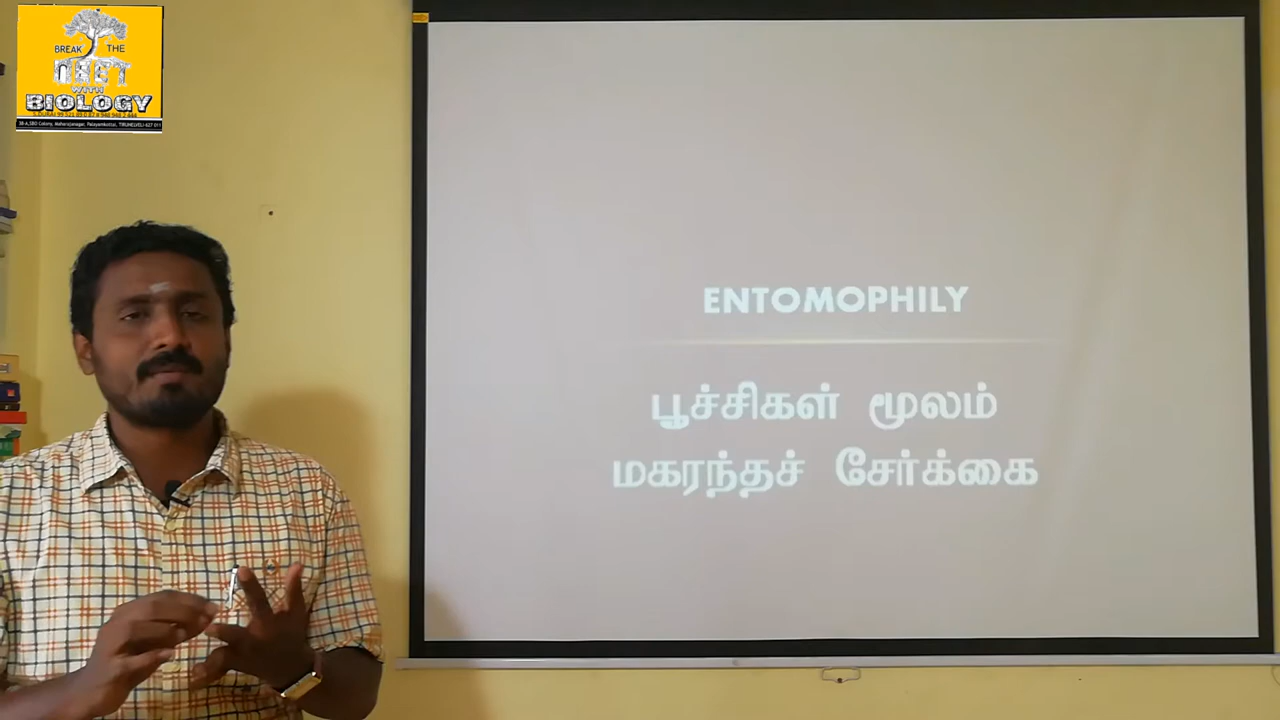 BREAK THE
NEET
WITH
BIOLOGY
ENTOMOPHILY
பூச்சிகள் மூலம்
மகரந்தச் சேர்க்கை